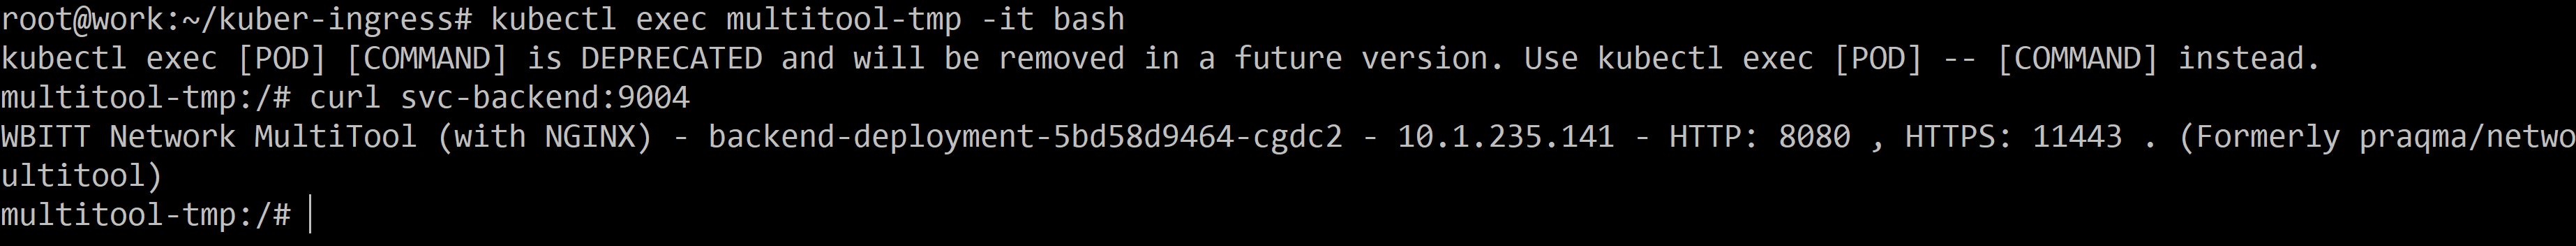 root@work:~/kuber-ingress# kubectl exec multitool-tmp -it bash
kubectl exec [POD] [COMMAND] is DEPRECATED and will be removed in a future version. Use kubectl exec [POD] -- [COMMAND] instead.
multitool-tmp:/# curl svc-backend:9004
WBITT Network MultiTool (with NGINX) - backend-deployment-5bd58d9464-cgdc2 - 10.1.235.141 - HTTP: 8080 , HTTPS: 11443 . (Formerly praqma/netwo
ultitool)
multitool-tmp:/#